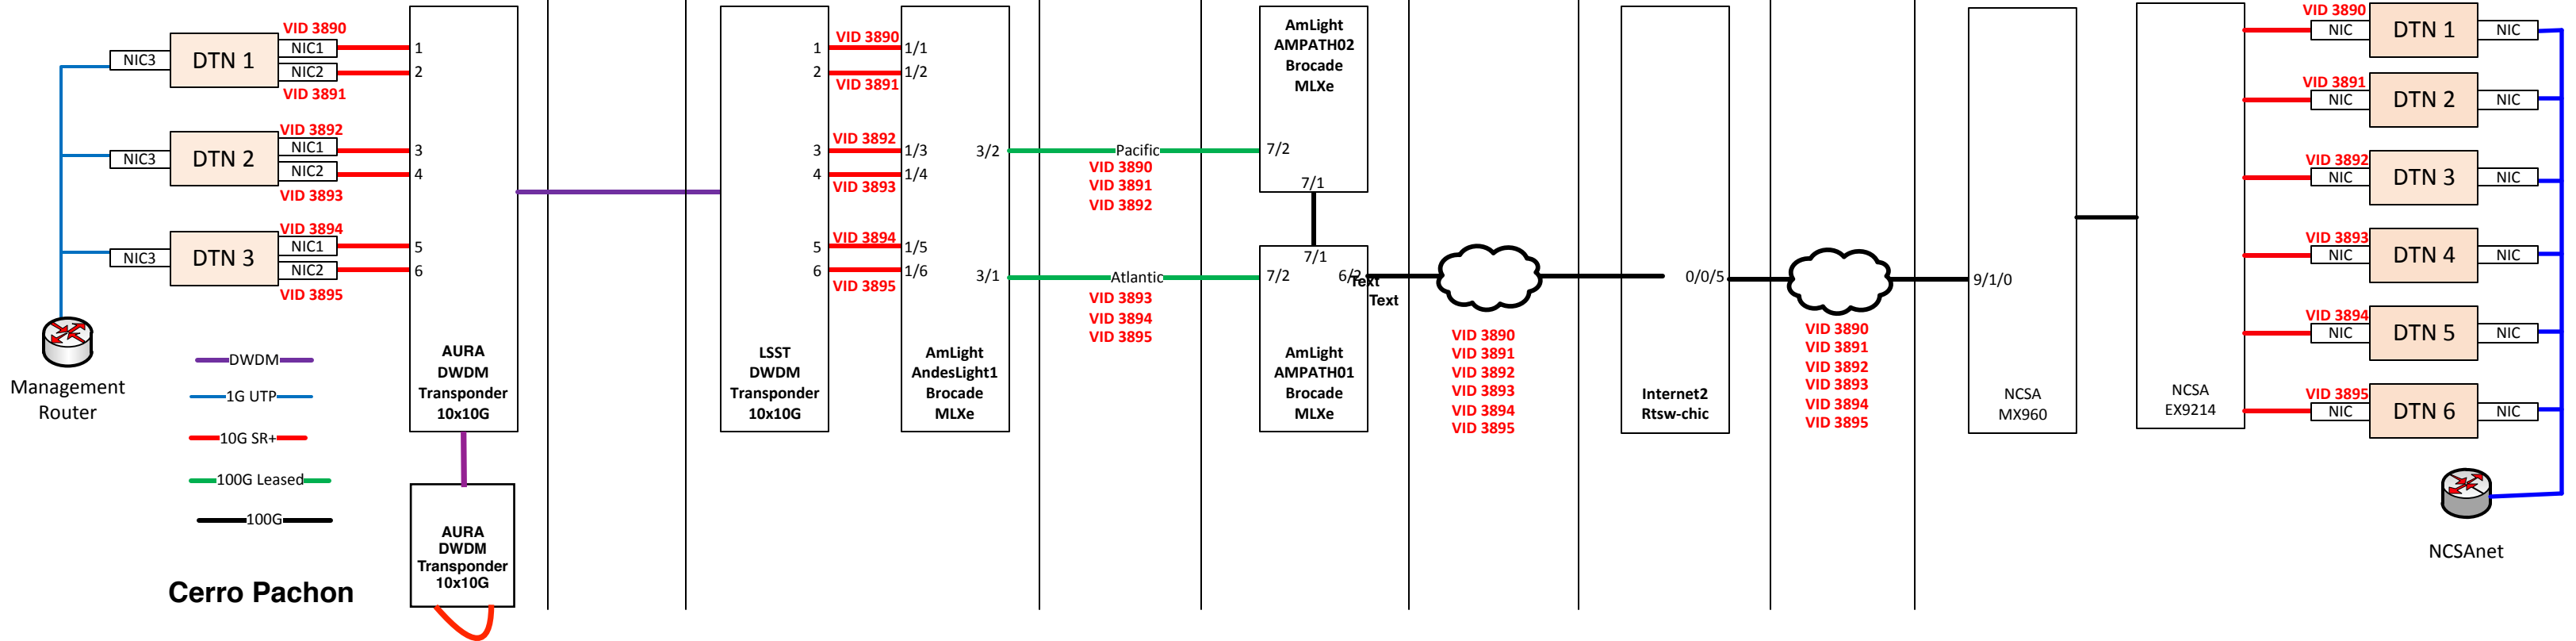 VID 3890
NIC3
DTN 1
NIC1
NIC2
VID 3891
1
2
VID 3892
NIC3
DTN 2
NIC1
NIC2
VID 3893
3
4
VID 3894
NIC3
DTN 3
NIC1
NIC2
VID 3895
5
6
Management
Router
DWDM
1G UTP
10G SR+
100G Leased
100G
Cerro Pachon
AURA
DWDM
Transponder
10x10G
AURA
DWDM
Transponder
10x10G
1
2
3
4
5
6
LSST
DWDM
Transponder
10x10G
VID 3890
VID 3891
VID 3892
VID 3893
VID 3894
VID 3895
1/1
1/2
1/3
1/4
1/5
1/6
3/2
3/1
AmLight
AndesLight1
Brocade
MLXe
Pacific
VID 3890
VID 3891
VID 3892
Atlantic
VID 3893
VID 3894
VID 3895
AmLight
AMPATH02
Brocade
MLXe
7/2
7/1
7/1
7/2
Text
Text
AmLight
AMPATH01
Brocade
MLXe
VID 3890
VID 3891
VID 3892
VID 3893
VID 3894
VID 3895
0/0/5
Internet2
Rtsw-chic
VID 3890
VID 3891
VID 3892
VID 3893
VID 3894
VID 3895
9/1/0
NCSA
MX960
NCSA
EX9214
VID 3890
NIC
DTN 1
NIC
VID 3891
NIC
DTN 2
NIC
VID 3892
NIC
DTN 3
NIC
VID 3893
NIC
DTN 4
NIC
VID 3894
NIC
DTN 5
NIC
VID 3895
NIC
DTN 6
NIC
NCSAnet